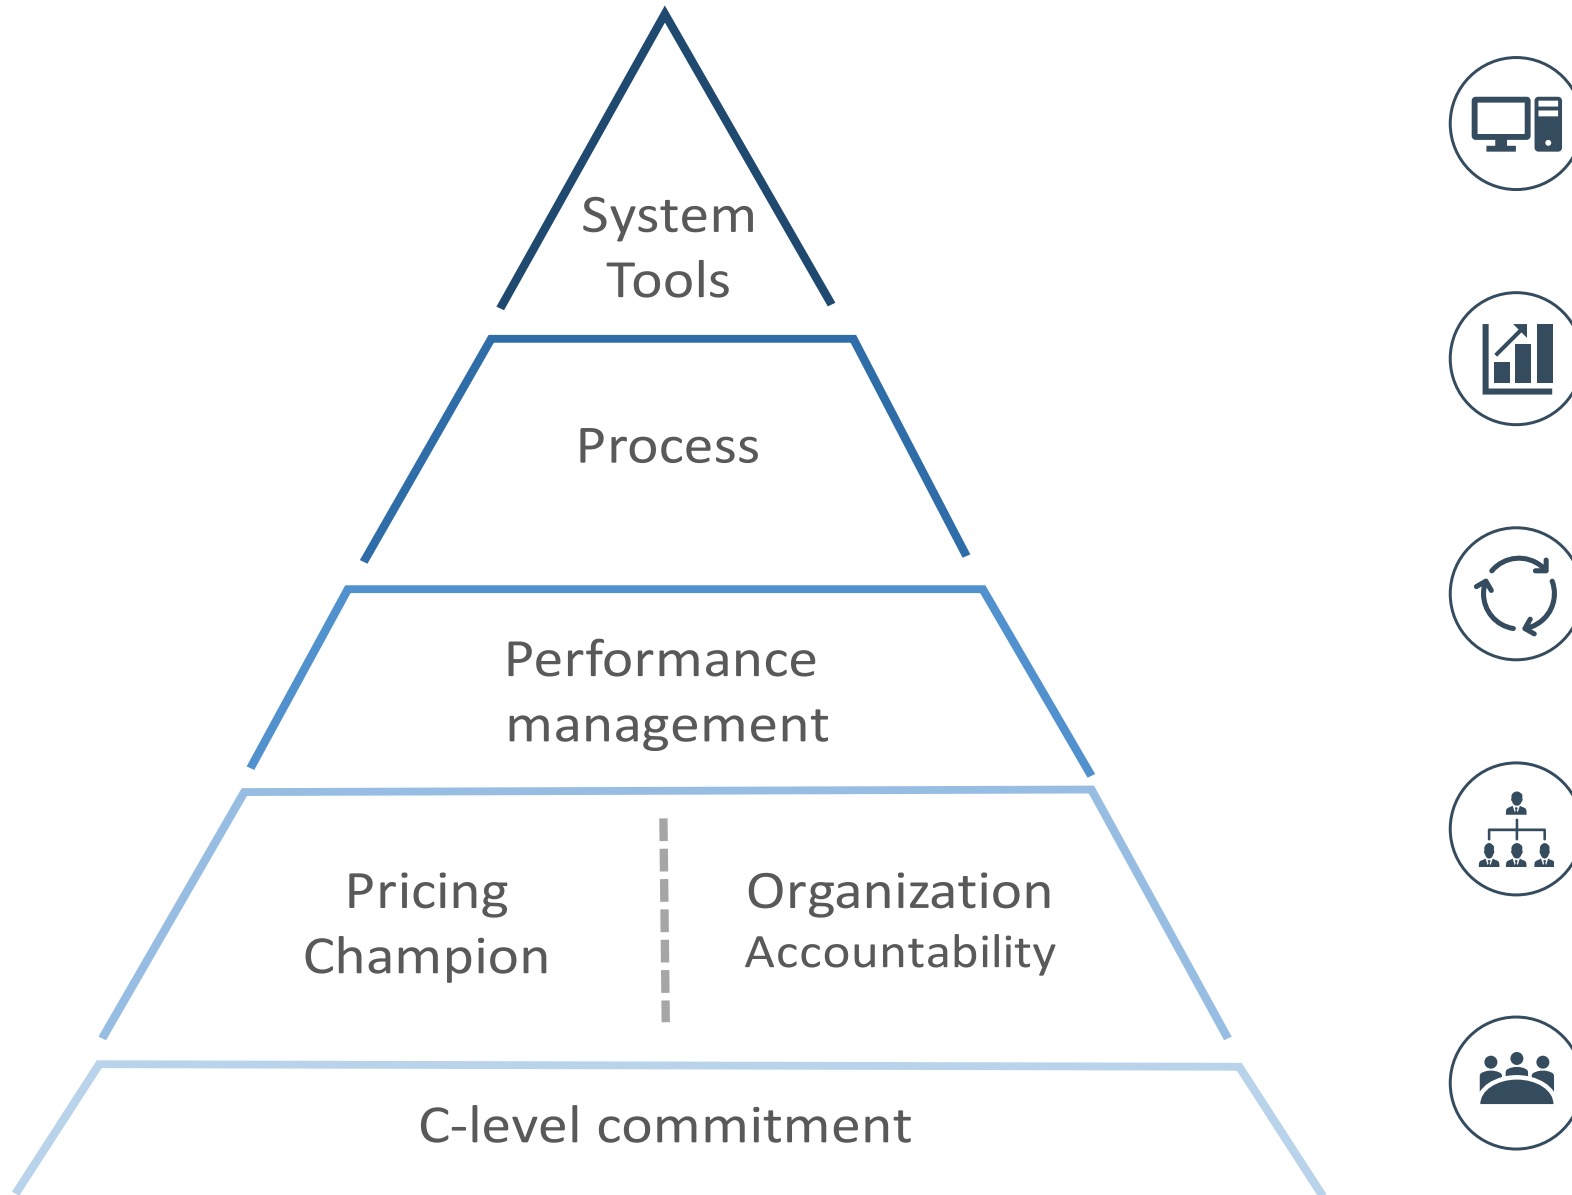 System
Tools
Process
Performance
management
Pricing
Champion
Organization
Accountability
C-level commitment